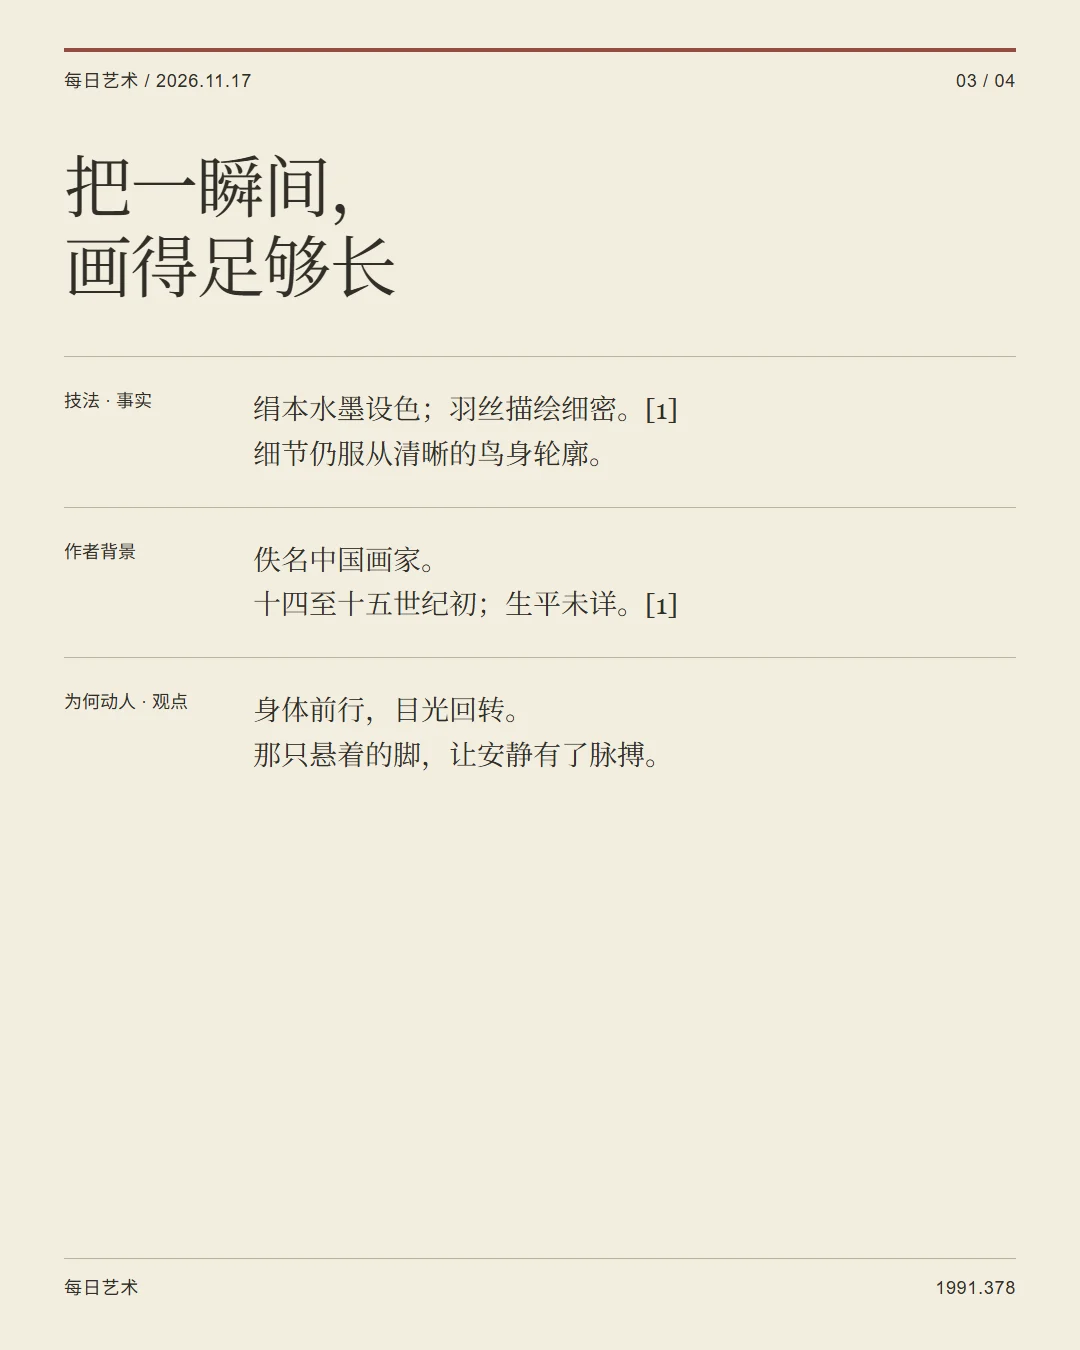 每日艺术 / 2026.11.17
03 / 04
把一瞬间，
画得足够长
技法 · 事实
绢本水墨设色；羽丝描绘细密。[1]
细节仍服从清晰的鸟身轮廓。
作者背景
佚名中国画家。
十四至十五世纪初；生平未详。[1]
为何动人 · 观点
身体前行，目光回转。
那只悬着的脚，让安静有了脉搏。
每日艺术
1991.378